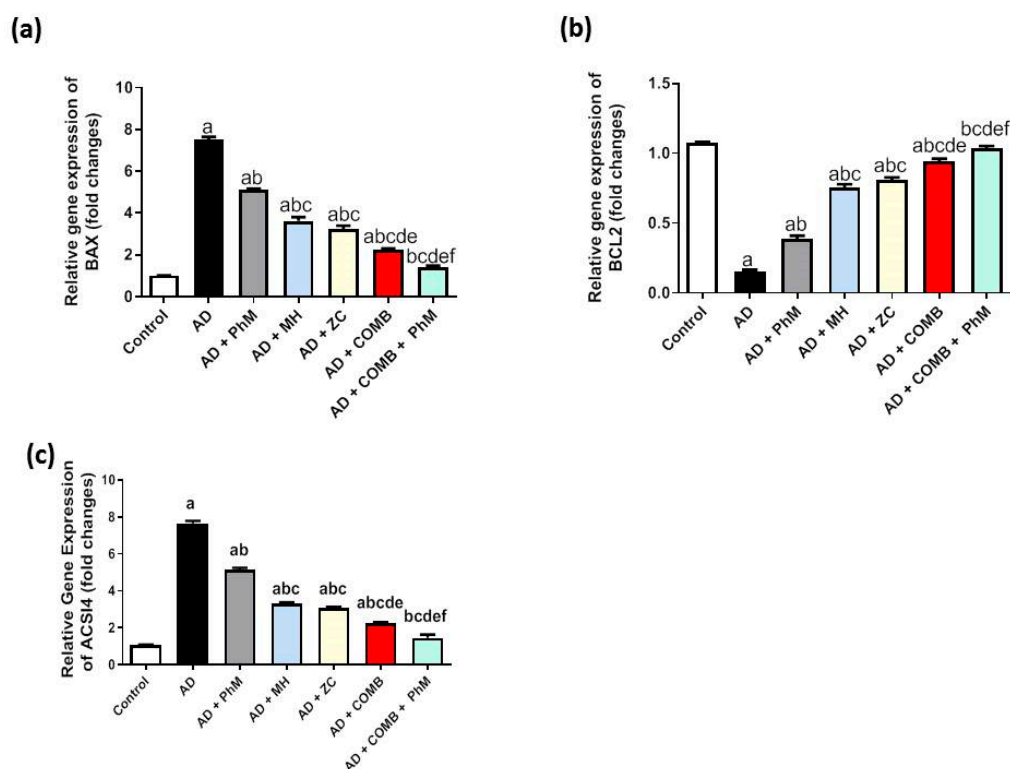 (a)
Relative gene expression of
BAX (fold changes)
10
8
6
4
2
0
a
ab
abc
abc
abcde
bcdef
Control
AD
AD + PhM
AD + MH
AD + ZC
AD + COMB
AD + COMB + PhM
(b)
Relative gene expression of
BCL2 (fold changes)
1.5
1.0
0.5
0.0
a
ab
abc
abc
abcde
bcdef
Control
AD
AD + PhM
AD + MH
AD + ZC
AD + COMB
AD + COMB + PhM
(c)
Relative Gene Expression
of ACSl4 (fold changes)
10
8
6
4
2
0
a
ab
abc
abc
abcde
bcdef
Control
AD
AD + PhM
AD + MH
AD + ZC
AD + COMB
AD + COMB + PhM